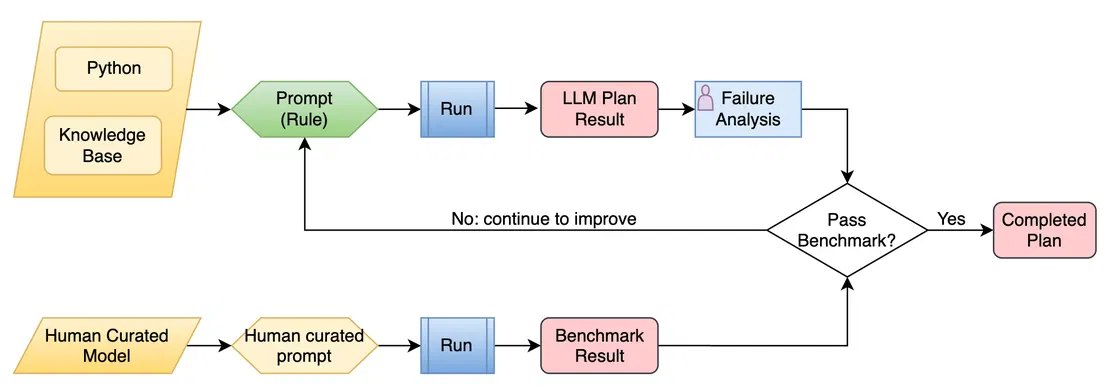 Python
Knowledge
Base
Prompt
(Rule)
Run
LLM Plan
Result
Failure
Analysis
No: continue to improve
Pass
Benchmark?
Yes
Completed
Plan
Human Curated
Model
Human curated
prompt
Run
Benchmark
Result